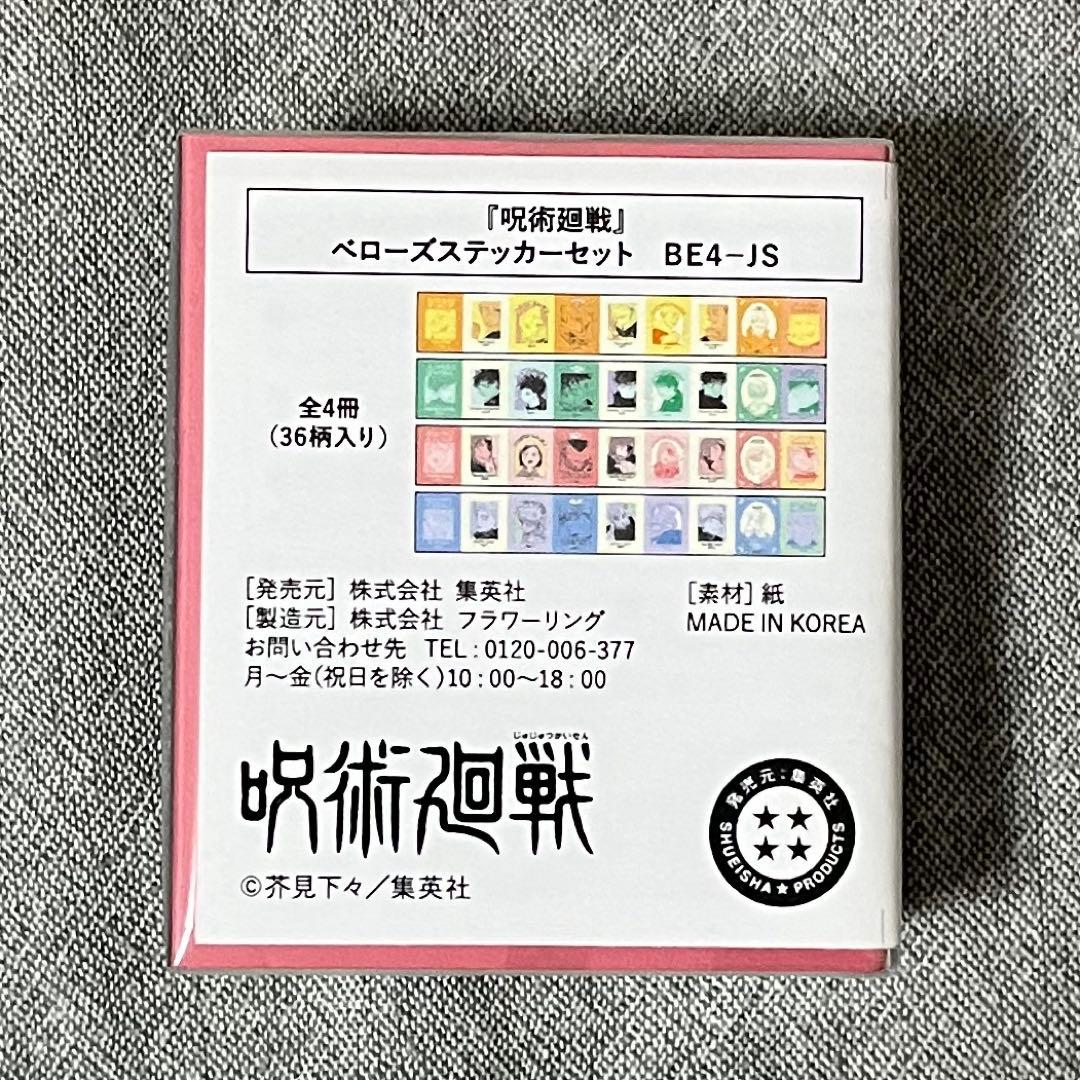 『呪術廻戦』
ベローズステッカーセット BE4-JS
全4冊
(36柄入り)
[発売元] 株式会社 集英社
[製造元] 株式会社 フラワーリング
お問い合わせ先 TEL:0120-006-377
月〜金(祝日を除く)10:00〜18:00
[素材] 紙
MADE IN KOREA
じゅじゅつかいせん
呪術廻戦
©芥見下々/集英社
発売元:集英社
SHUEISHA★PRODUCTS